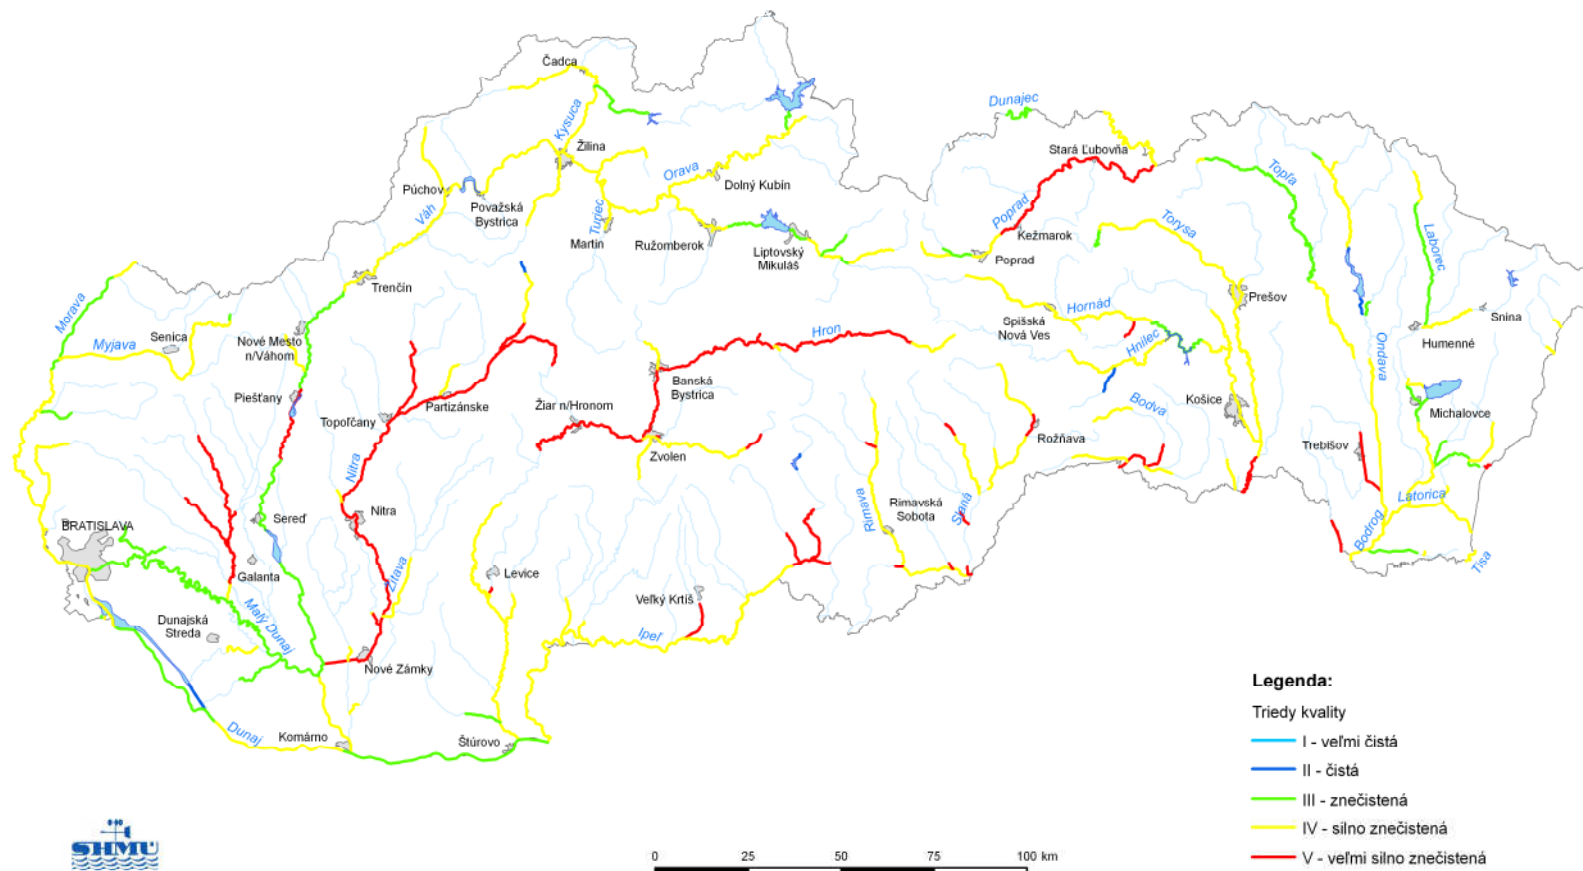 Čadca
Dunajec
Kysuca
Žilina
Stará Ľubovňa
Topľa
Orava
Dolný Kubín
Púchov
Považská
Bystrica
Váh
Turiec
Martin
Ružomberok
Liptovský
Mikuláš
Poprad
Kežmarok
Poprad
Torysa
Laborec
Morava
Trenčín
Prešov
Hornád
Spišská
Nová Ves
Snina
Myjava
Senica
Nové Mesto
n/Váhom
Hron
Hnilec
Ondava
Humenné
Banská
Bystrica
Piešťany
Partizánske
Žiar n/Hronom
Topoľčany
Bodva
Košice
Michalovce
Rožňava
Zvolen
Trebišov
Nitra
Rimava
Rimavská
Sobota
Slaná
Latorica
Sereď
Nitra
BRATISLAVA
Bodrog
Tisa
Galanta
Žitava
Levice
Veľký Krtíš
Malý Dunaj
Dunajská
Streda
Ipeľ
Nové Zámky
Dunaj
Komárno
Štúrovo
Legenda:
Triedy kvality
I - veľmi čistá
II - čistá
III - znečistená
IV - silno znečistená
V - veľmi silno znečistená
SHMÚ
0 25 50 75 100 km